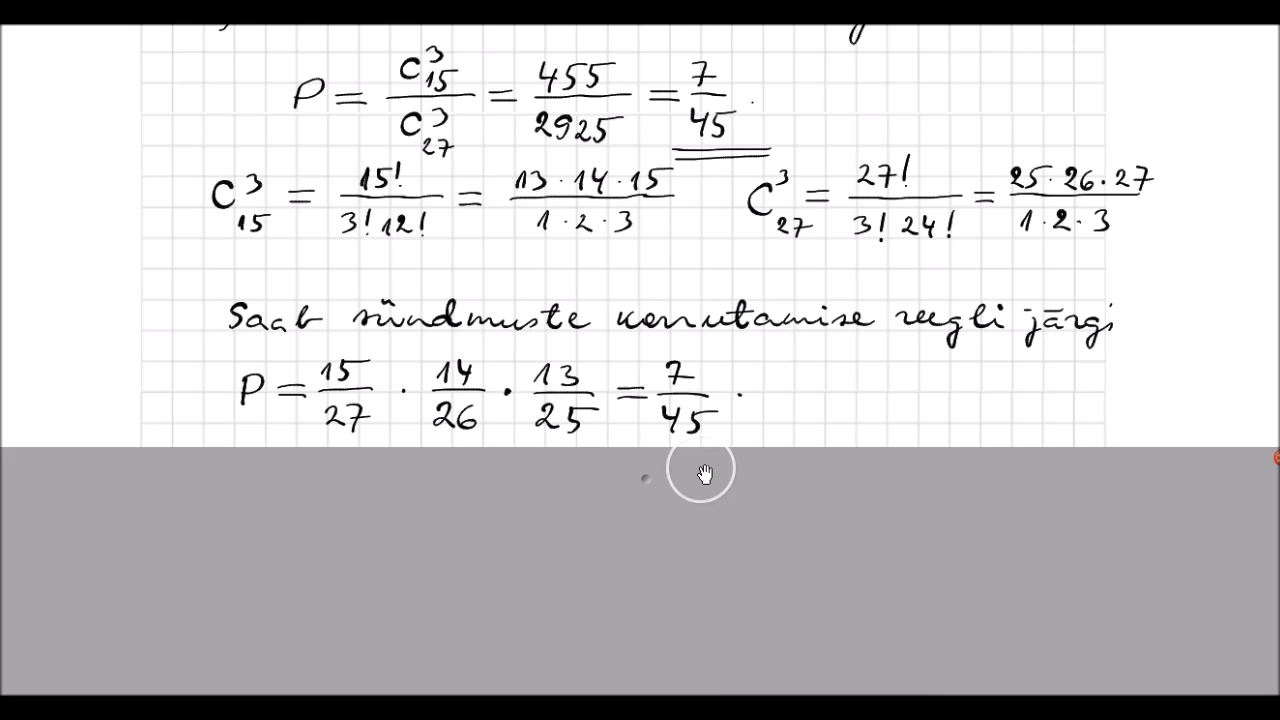 P = C³₁₅ / C³₂₇ = 455 / 2925 = 7 / 45 .
C³₁₅ = 15! / 3! 12! = 13 · 14 · 15 / 1 · 2 · 3 C³₂₇ = 27! / 3! 24! = 25 · 26 · 27 / 1 · 2 · 3
Saab sündmuste korrutamise reegli järgi
P = 15 / 27 · 14 / 26 · 13 / 25 = 7 / 45 .